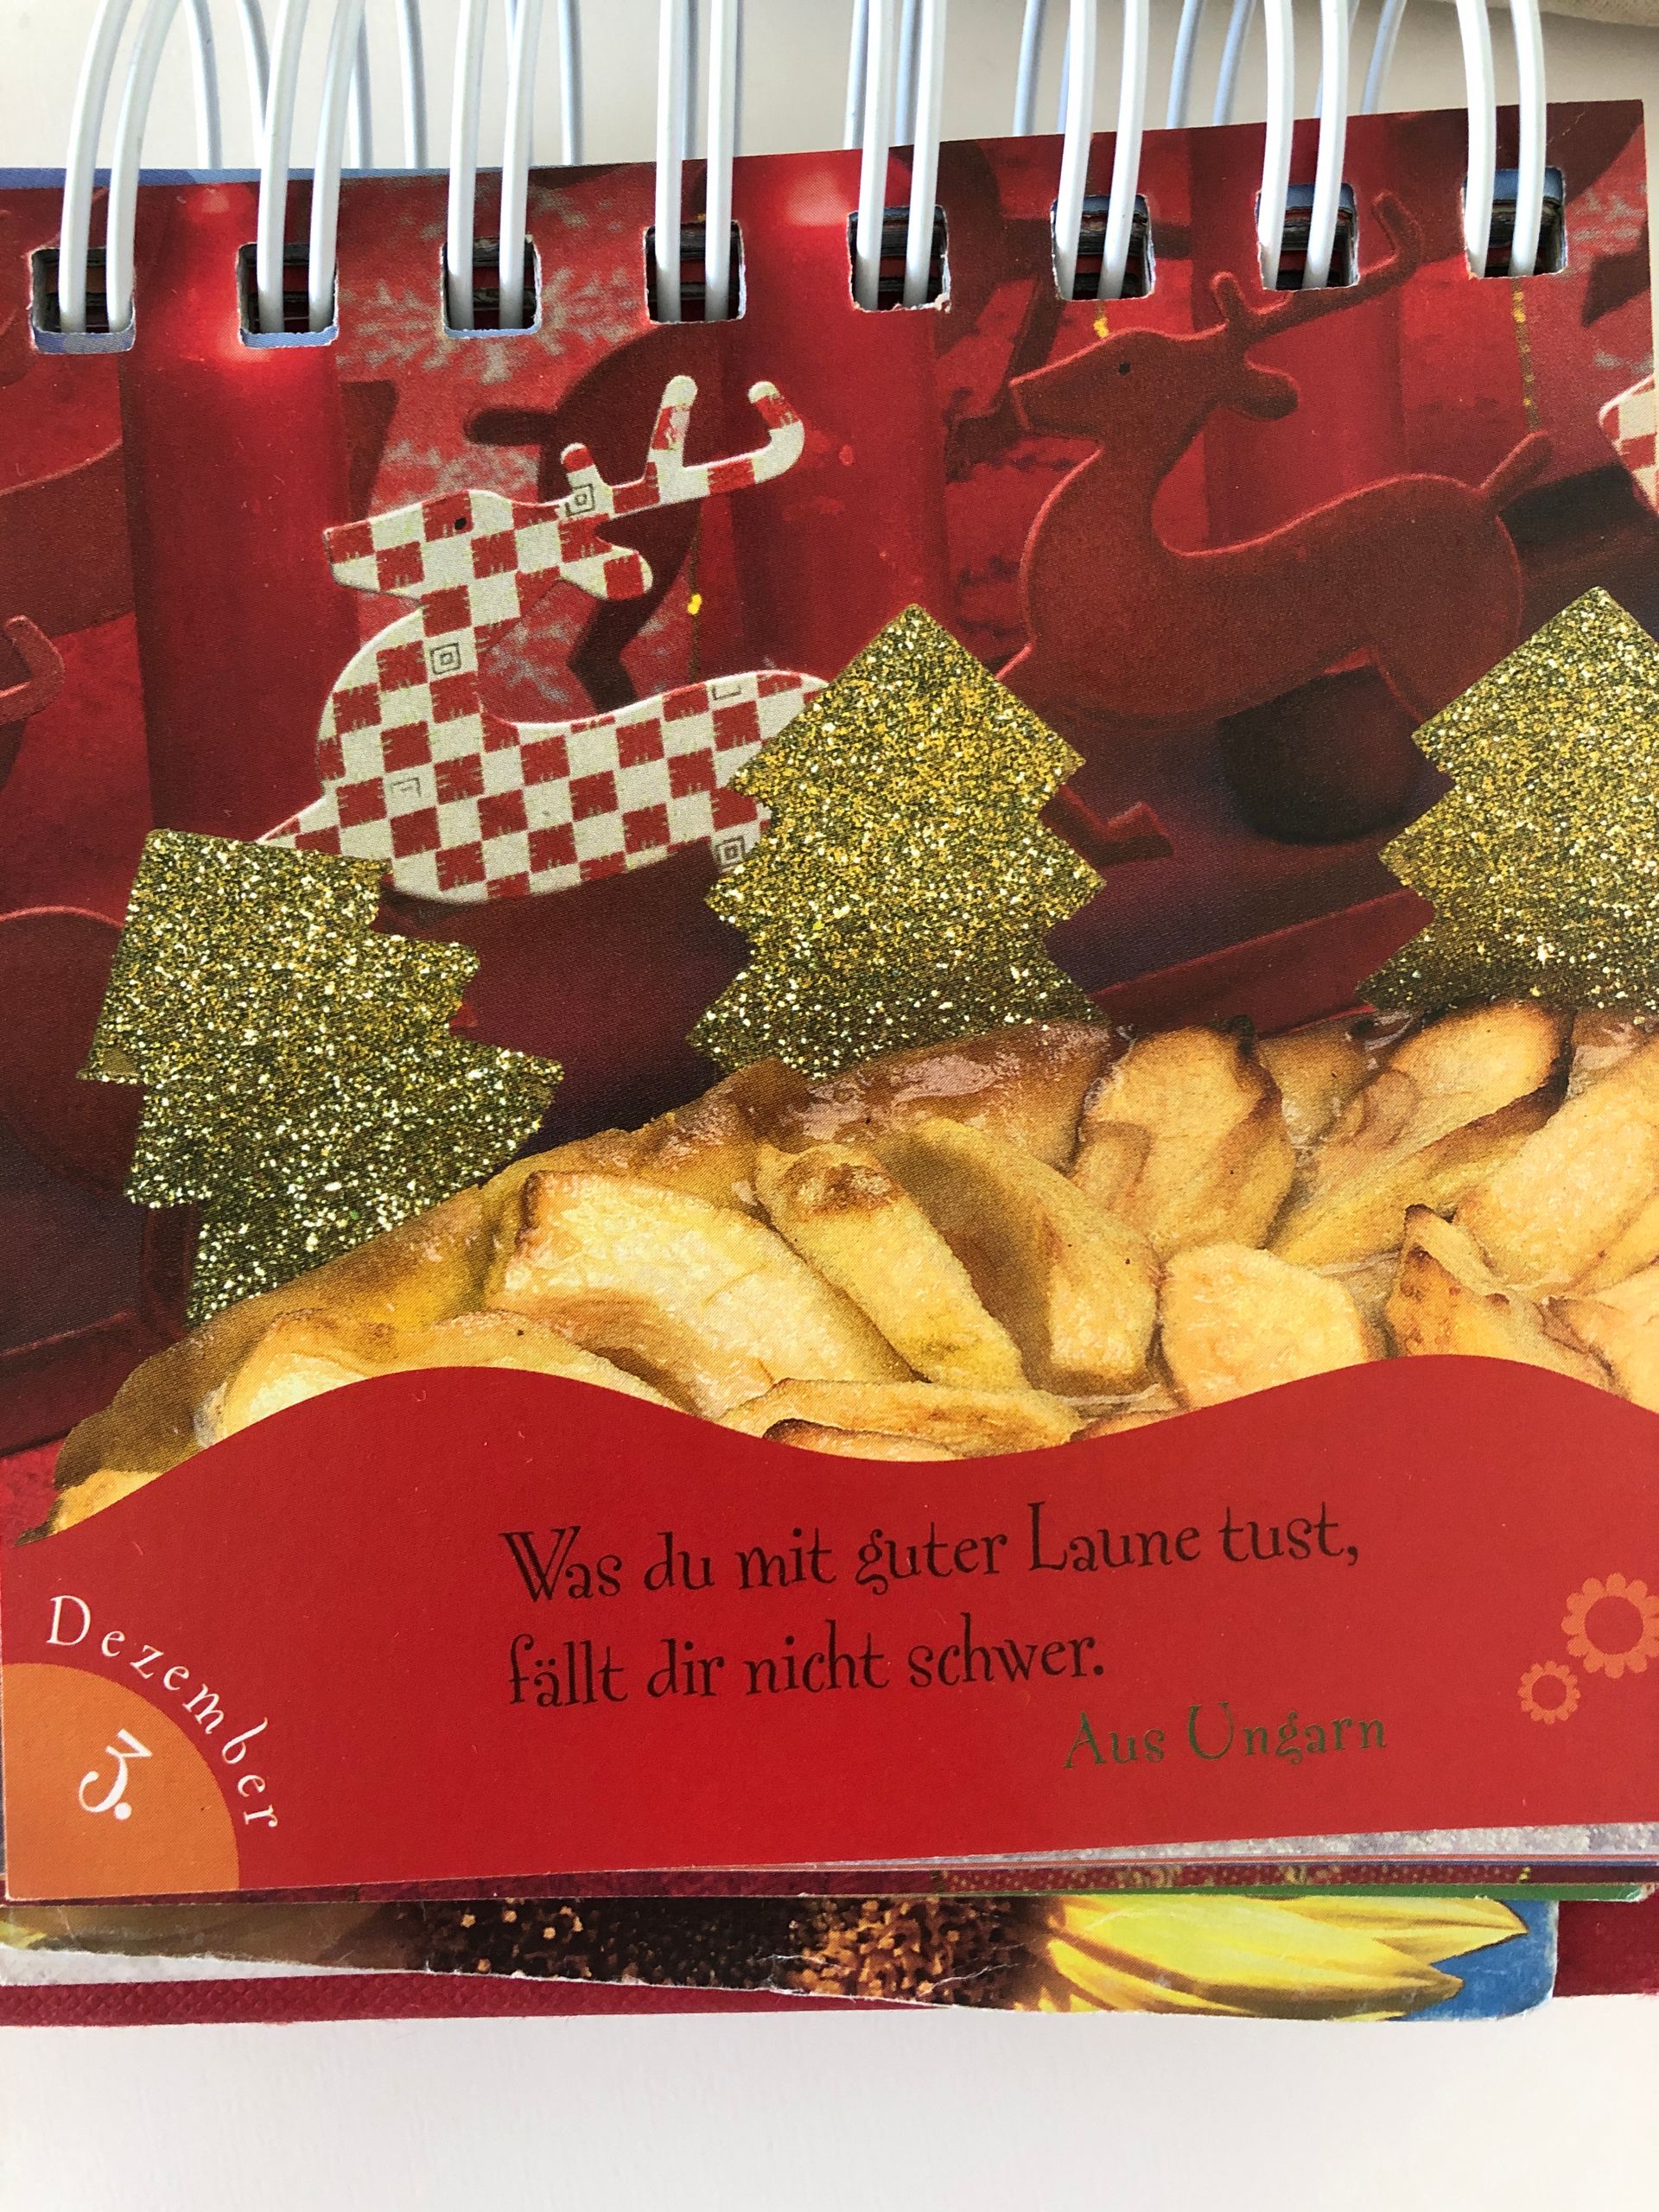 Was du mit guter Laune tust,
fällt dir nicht schwer.
Aus Ungarn
Dezember
3.